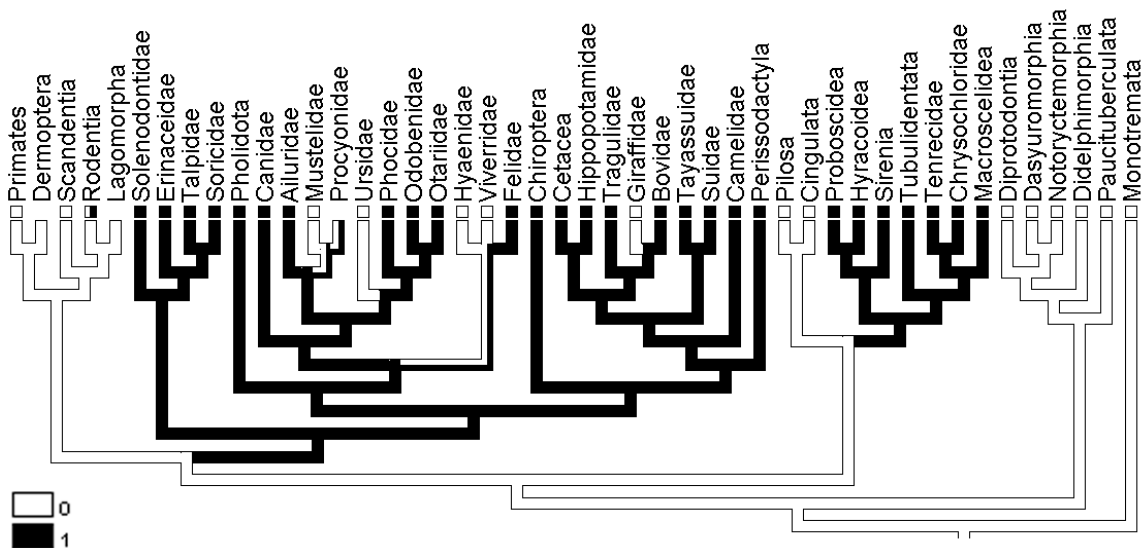 Primates
Dermoptera
Scandentia
Rodentia
Lagomorpha
Solenodontidae
Erinaceidae
Talpidae
Soricidae
Pholidota
Canidae
Ailuridae
Mustelidae
Procyonidae
Ursidae
Phocidae
Odobenidae
Otariidae
Hyaenidae
Viverridae
Felidae
Chiroptera
Cetacea
Hippopotamidae
Tragulidae
Giraffidae
Bovidae
Tayassuidae
Suidae
Camelidae
Perissodactyla
Pilosa
Cingulata
Proboscidea
Hyracoidea
Sirenia
Tubulidentata
Tenrecidae
Chrysochloridae
Macroscelidea
Diprotodontia
Dasyuromorphia
Notoryctemorphia
Didelphimorphia
Paucituberculata
Monotremata
0
1